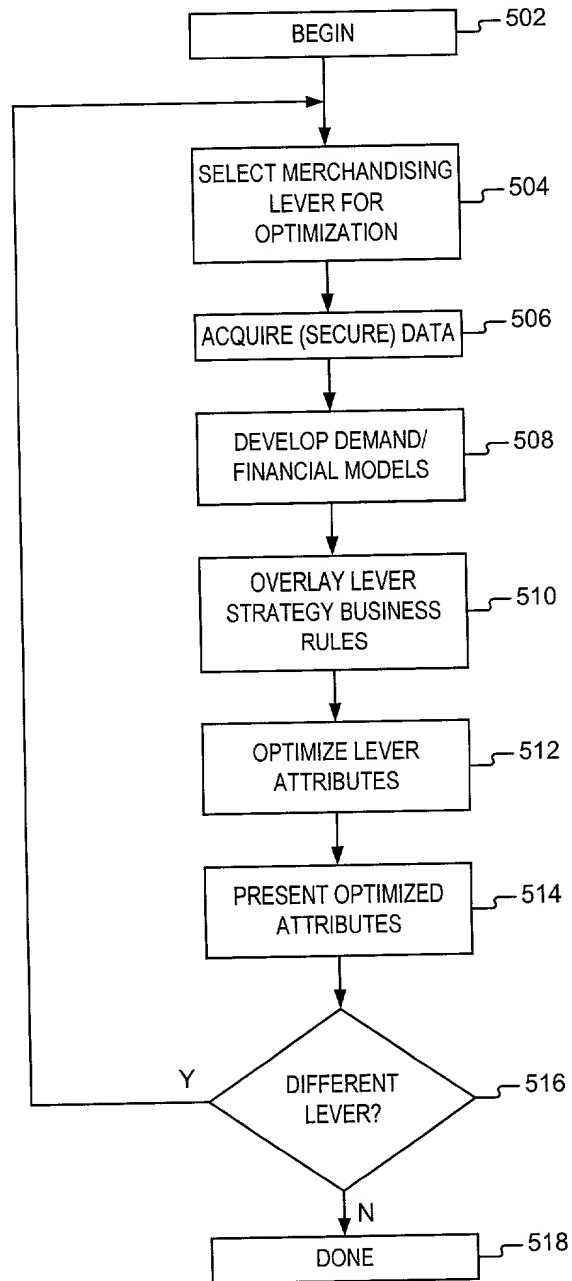 BEGIN
502
SELECT MERCHANDISING
LEVER FOR
OPTIMIZATION
504
ACQUIRE (SECURE) DATA
506
DEVELOP DEMAND/
FINANCIAL MODELS
508
OVERLAY LEVER
STRATEGY BUSINESS
RULES
510
OPTIMIZE LEVER
ATTRIBUTES
512
PRESENT OPTIMIZED
ATTRIBUTES
514
Y
DIFFERENT
LEVER?
516
N
DONE
518